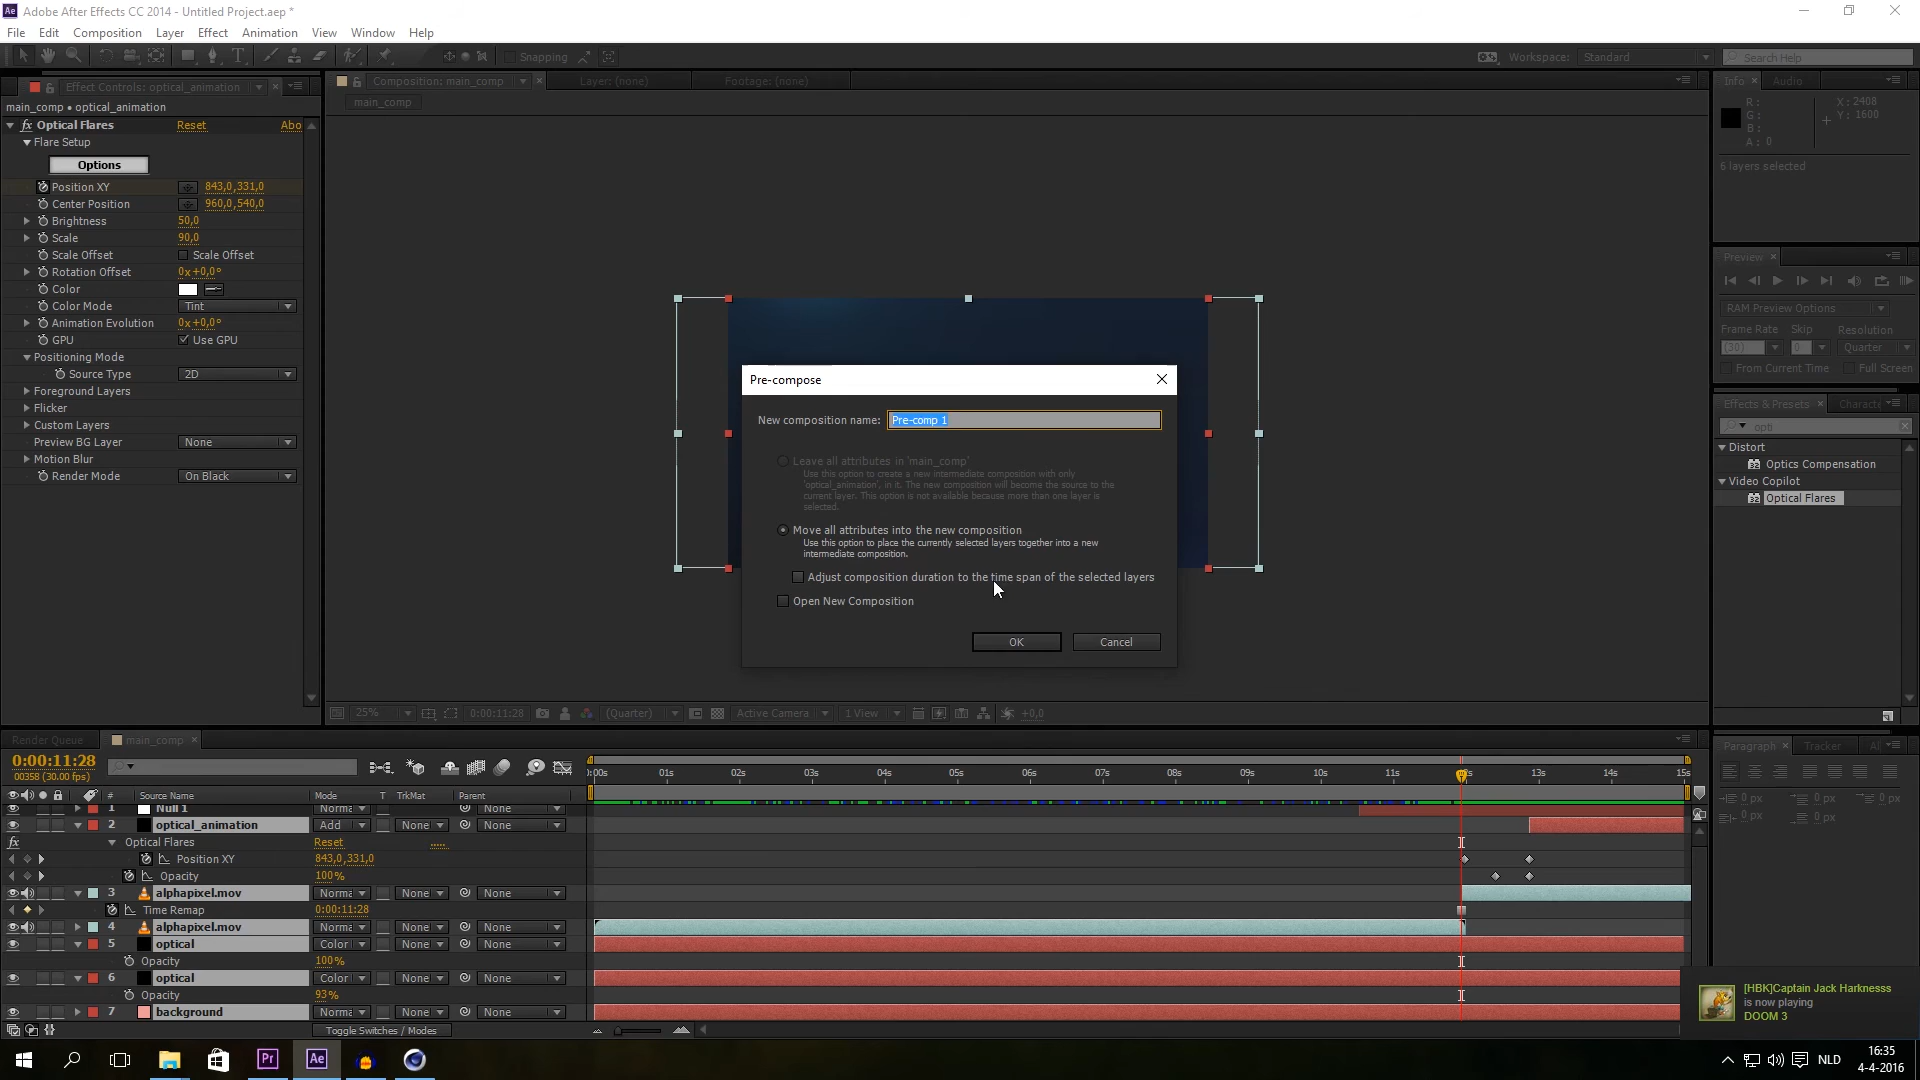 Adobe After Effects CC 2014 - Untitled Project.aep *
File Edit Composition Layer Effect Animation View Window Help
Snapping
Workspace: Standard
Search Help
Effect Controls: optical_animation
Composition: main_comp
Layer: (none)
Footage: (none)
Info
Audio
main_comp • optical_animation
main_comp
R:
G:
B:
A: 0
X: 2408
Y: 1600
6 layers selected
fx Optical Flares Reset Abo
Flare Setup
Options
Position XY 843,0,331,0
Center Position 960,0,540,0
Brightness 50,0
Scale 90,0
Scale Offset Scale Offset
Rotation Offset 0x+0,0°
Color
Color Mode Tint
Animation Evolution 0x+0,0°
GPU Use GPU
Positioning Mode
Source Type 2D
Foreground Layers
Flicker
Custom Layers
Preview BG Layer None
Motion Blur
Render Mode On Black
Preview
RAM Preview Options
Frame Rate Skip Resolution
(30) 0 Quarter
From Current Time Full Screen
Effects & Presets
Characte
opti
Distort
Optics Compensation
Video Copilot
Optical Flares
Pre-compose
New composition name: Pre-comp 1
Leave all attributes in 'main_comp'
Use this option to create a new intermediate composition with only
'optical_animation', in it. The new composition will become the source to the
current layer. This option is not available because more than one layer is
selected.
Move all attributes into the new composition
Use this option to place the currently selected layers together into a new
intermediate composition.
Adjust composition duration to the time span of the selected layers
Open New Composition
OK Cancel
25% 0:00:11:28 (Quarter) Active Camera 1 View +0,0
Render Queue
main_comp
Paragraph
Tracker
Al
0:00:11:28
00358 (30.00 fps)
:00s 01s 02s 03s 04s 05s 06s 07s 08s 09s 10s 11s 13s 14s 15s
# Source Name Mode T TrkMat Parent
1 Null 1 Norma None
2 optical_animation Add None None
fx Optical Flares Reset .....
Position XY 843,0,331,0
Opacity 100%
3 alphapixel.mov Norma None None
Time Remap 0:00:11:28
4 alphapixel.mov Norma None None
5 optical Color None None
Opacity 100%
6 optical Color None None
Opacity 93%
7 background Norma None None
Toggle Switches / Modes
0 px 0 px 0 px
0 px 0 px
[HBK]Captain Jack Harknesss
is now playing
DOOM 3
Pr
Ae
NLD
16:35
4-4-2016